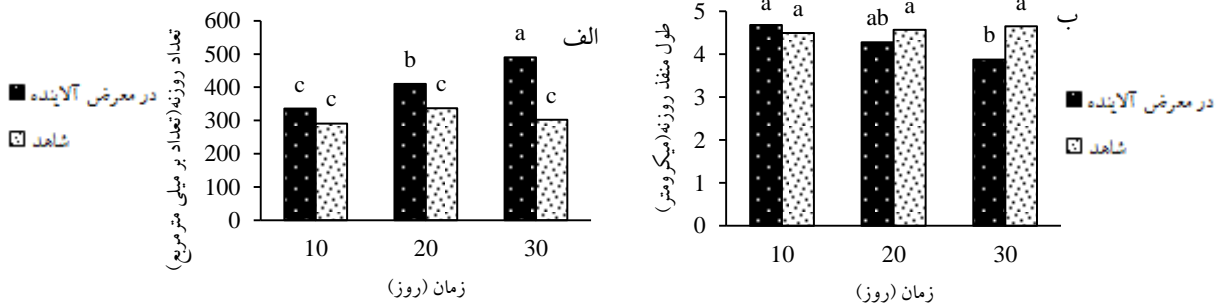 الف
تعداد روزنه(تعداد بر میلی مترمربع)
600
500
400
300
200
100
0
c c b c a c
10 20 30
زمان (روز)
در معرض آلاینده
شاهد
ب
طول منفذ روزنه(میکرومتر)
5
4
3
2
1
0
a a ab a b a
10 20 30
زمان (روز)
در معرض آلاینده
شاهد